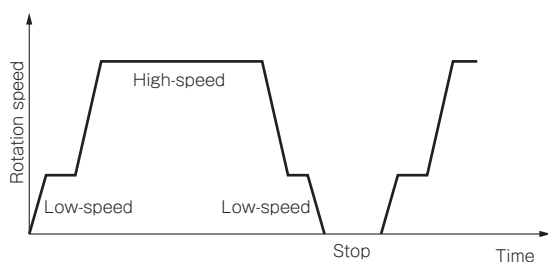 Rotation speed
High-speed
Low-speed
Low-speed
Stop
Time